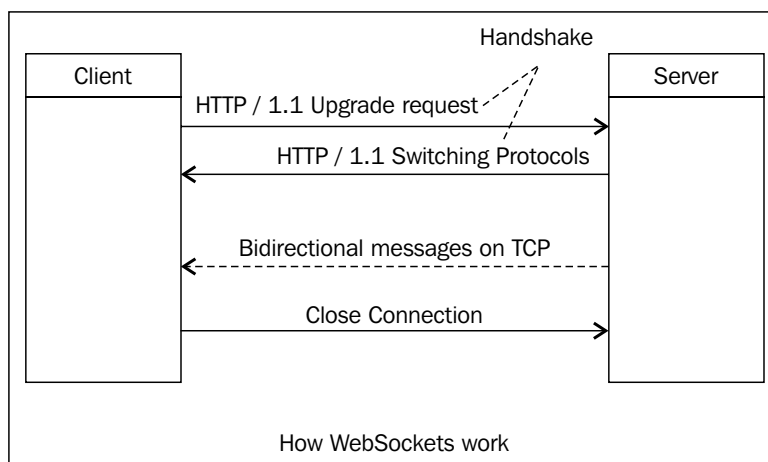 Handshake
Client
Server
HTTP / 1.1 Upgrade request
HTTP / 1.1 Switching Protocols
Bidirectional messages on TCP
Close Connection
How WebSockets work